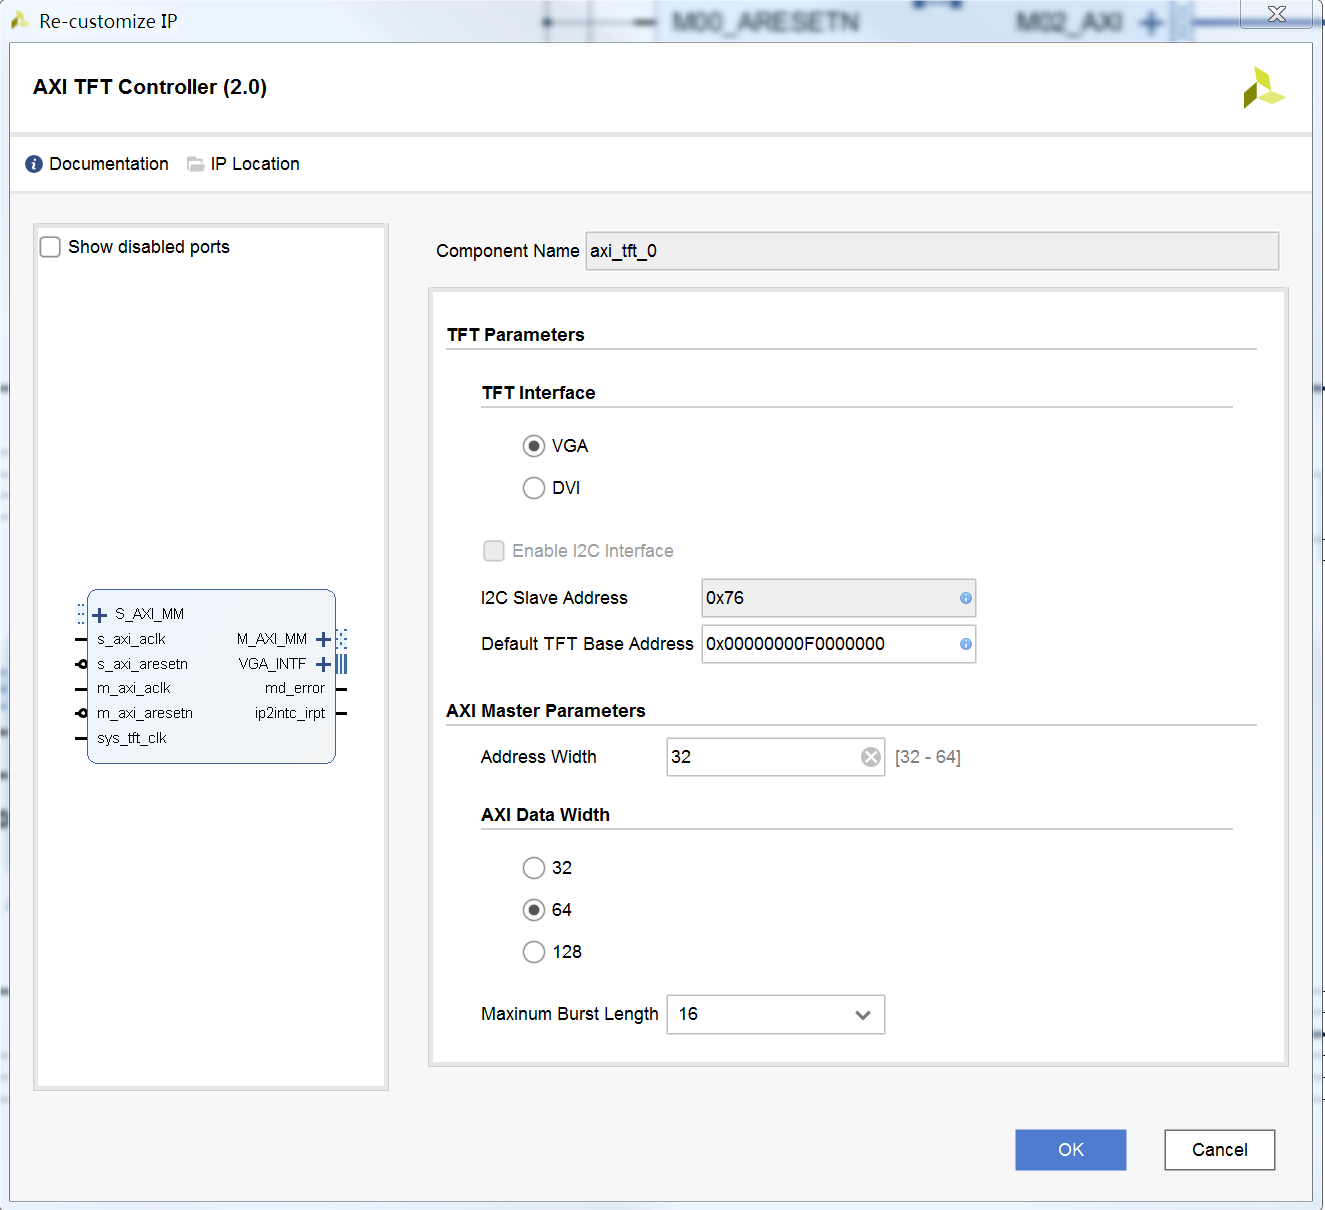 Re-customize IP
M00_ARESETN
M02_AXI
AXI TFT Controller (2.0)
Documentation
IP Location
Show disabled ports
S_AXI_MM
s_axi_aclk
s_axi_aresetn
m_axi_aclk
m_axi_aresetn
sys_tft_clk
M_AXI_MM
VGA_INTF
md_error
ip2intc_irpt
Component Name axi_tft_0
TFT Parameters
TFT Interface
VGA
DVI
Enable I2C Interface
I2C Slave Address 0x76
Default TFT Base Address 0x00000000F0000000
AXI Master Parameters
Address Width 32 [32 - 64]
AXI Data Width
32
64
128
Maxinum Burst Length 16
OK
Cancel